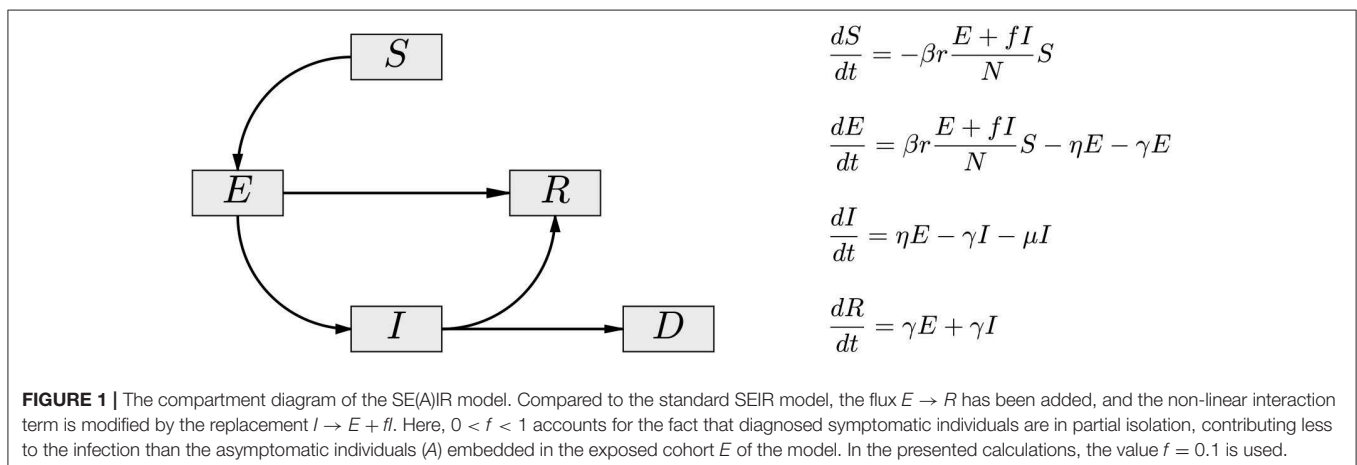 S
E
R
I
D
dS/dt = −βr (E + fI)/N S
dE/dt = βr (E + fI)/N S − ηE − γE
dI/dt = ηE − γI − μI
dR/dt = γE + γI
FIGURE 1 | The compartment diagram of the SE(A)IR model. Compared to the standard SEIR model, the flux E → R has been added, and the non-linear interaction
term is modified by the replacement I → E + fI. Here, 0 < f < 1 accounts for the fact that diagnosed symptomatic individuals are in partial isolation, contributing less
to the infection than the asymptomatic individuals (A) embedded in the exposed cohort E of the model. In the presented calculations, the value f = 0.1 is used.